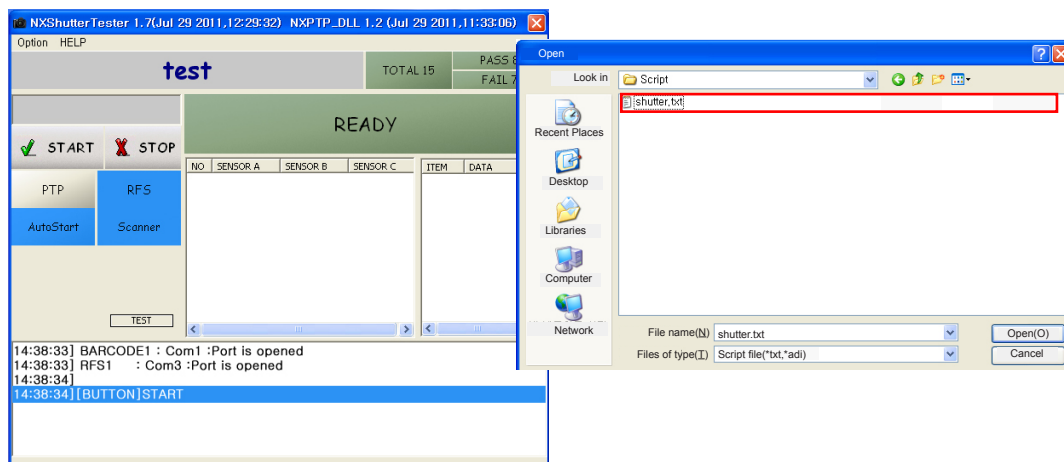 NXShutterTester 1.7(Jul 29 2011,12:29:32) NXPTP_DLL 1.2 (Jul 29 2011,11:33:06)
Option HELP
test
TOTAL 15
PASS
FAIL 7
READY
START STOP
NO SENSOR A SENSOR B SENSOR C ITEM DATA
PTP RFS
AutoStart Scanner
TEST
14:38:33] BARCODE1 : Com1 :Port is opened
14:38:33] RFS1 : Com3 :Port is opened
14:38:34]
14:38:34][BUTTON]START
Open
Look in Script
shutter.txt
Recent Places
Desktop
Libraries
Computer
Network
File name(N) shutter.txt Open(O)
Files of type(T) Script file(*txt,*adi) Cancel